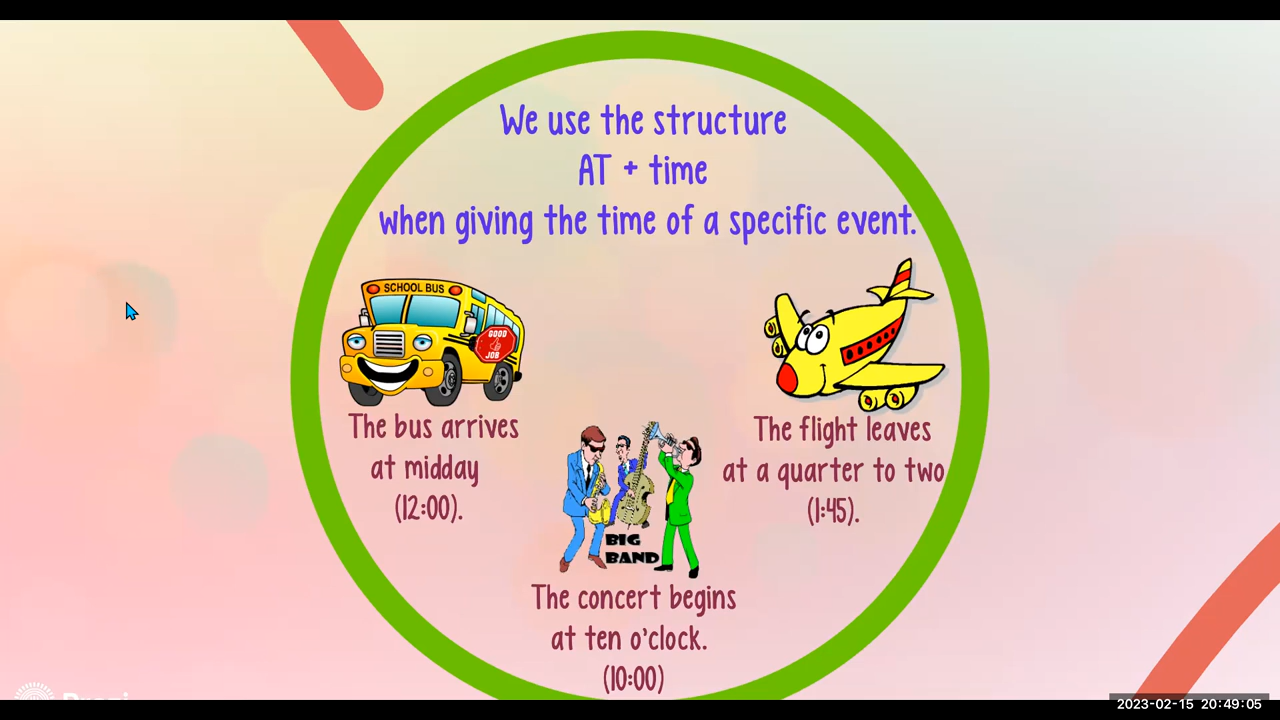 We use the structure
AT + time
when giving the time of a specific event.
SCHOOL BUS
GOOD
JOB
The bus arrives
at midday
(12:00).
The flight leaves
at a quarter to two
(1:45).
BIG
BAND
The concert begins
at ten o'clock.
(10:00)
2023-02-15 20:49:05